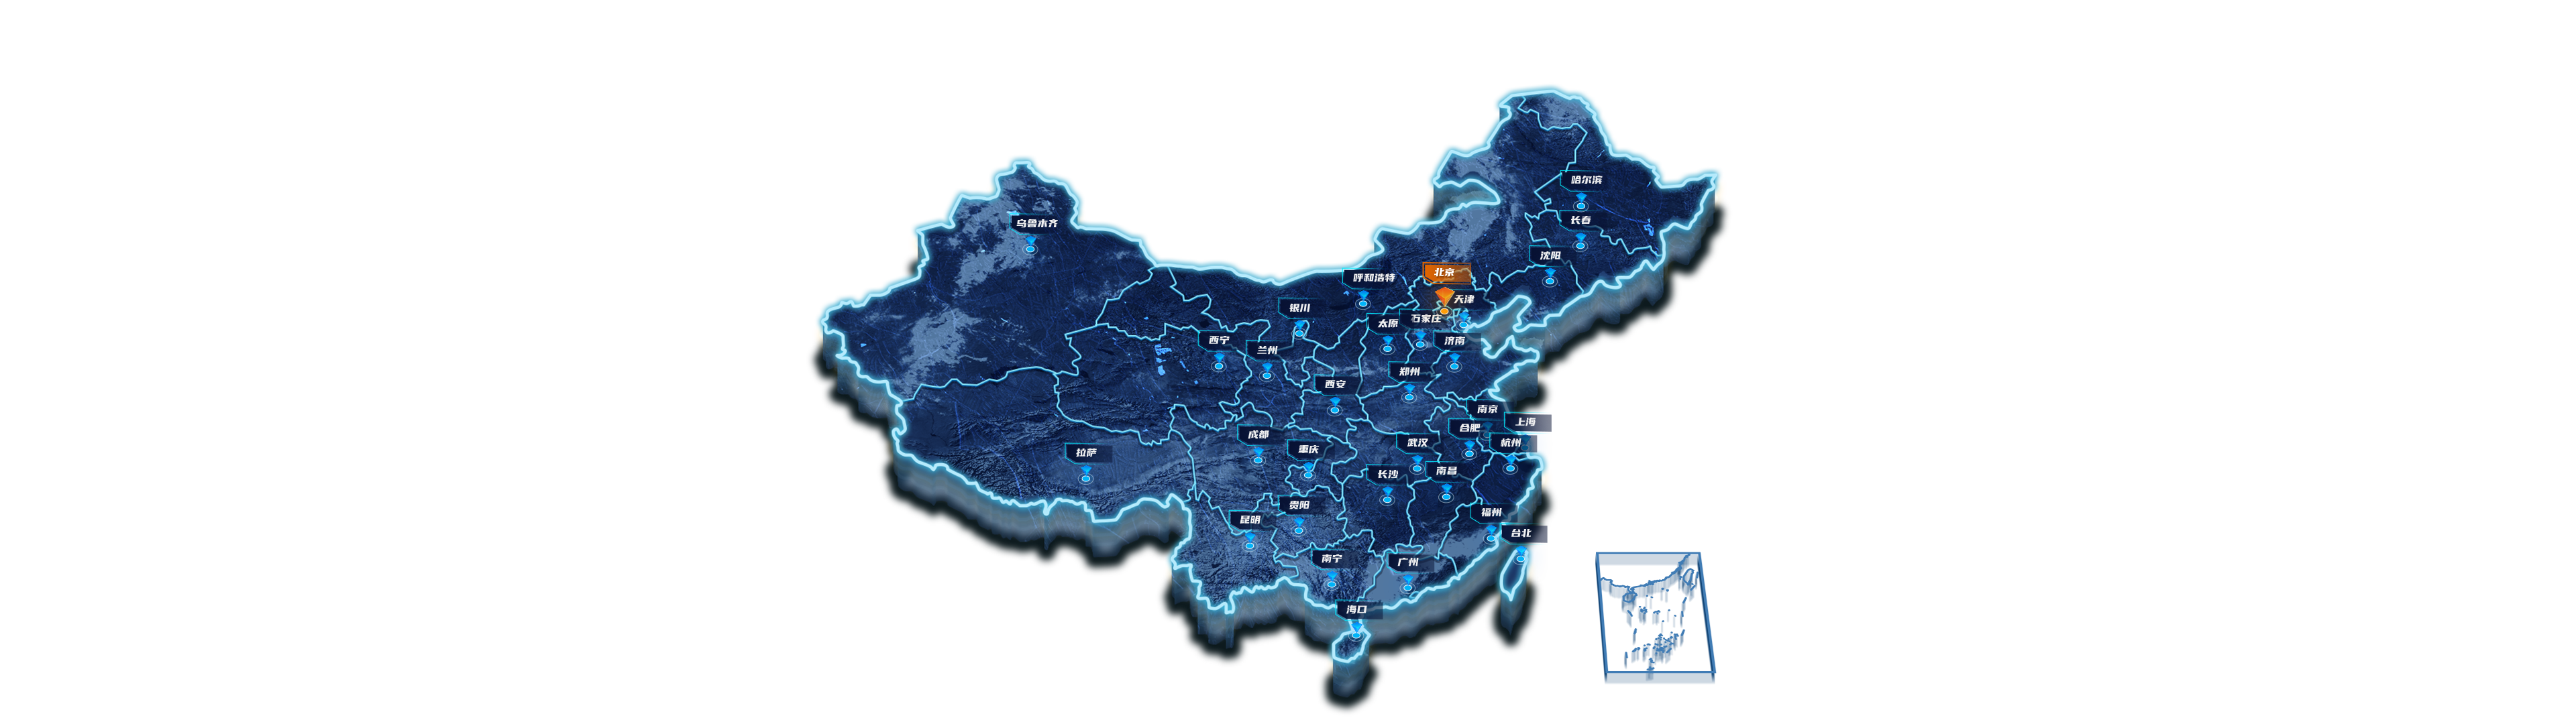 哈尔滨
长春
乌鲁木齐
沈阳
北京
呼和浩特
天津
银川
石家庄
太原
西宁
济南
兰州
郑州
西安
南京
上海
合肥
成都
武汉
杭州
重庆
拉萨
南昌
长沙
贵阳
福州
昆明
台北
南宁
广州
海口